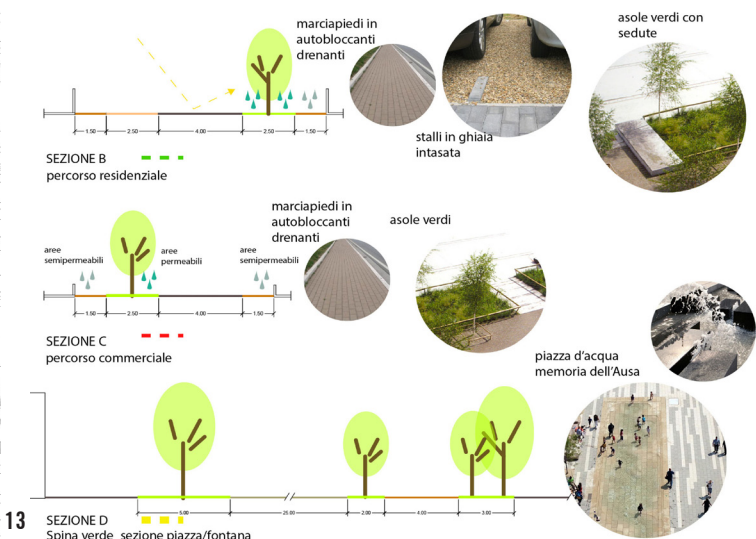 marciapiedi in
autobloccanti
drenanti
asole verdi con
sedute
stalli in ghiaia
intasata
1.50 2.50 4.00 2.50 1.50
SEZIONE B
percorso residenziale
marciapiedi in
autobloccanti
drenanti
asole verdi
aree
semipermeabili
aree
permeabili
aree
semipermeabili
1.50 2.50 4.00 1.50
SEZIONE C
percorso commerciale
piazza d'acqua
memoria dell'Ausa
5.00 25.00 2.00 4.00 3.00
13
SEZIONE D
Spina verde sezione piazza/fontana